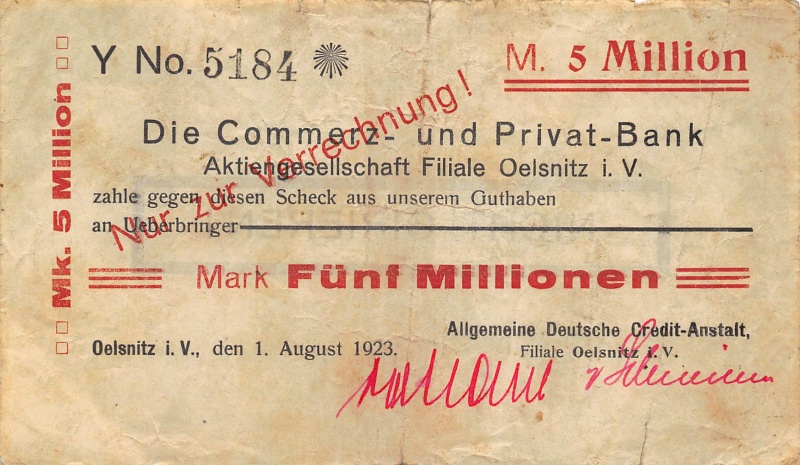 Y No. 5184
M. 5 Million
Mk. 5 Million
Nur zur Verrechnung!
Die Commerz- und Privat-Bank
Aktiengesellschaft Filiale Oelsnitz i. V.
zahle gegen diesen Scheck aus unserem Guthaben
an Ueberbringer
Mark Fünf Millionen
Allgemeine Deutsche Credit-Anstalt,
Oelsnitz i. V., den 1. August 1923.
Filiale Oelsnitz i. V.